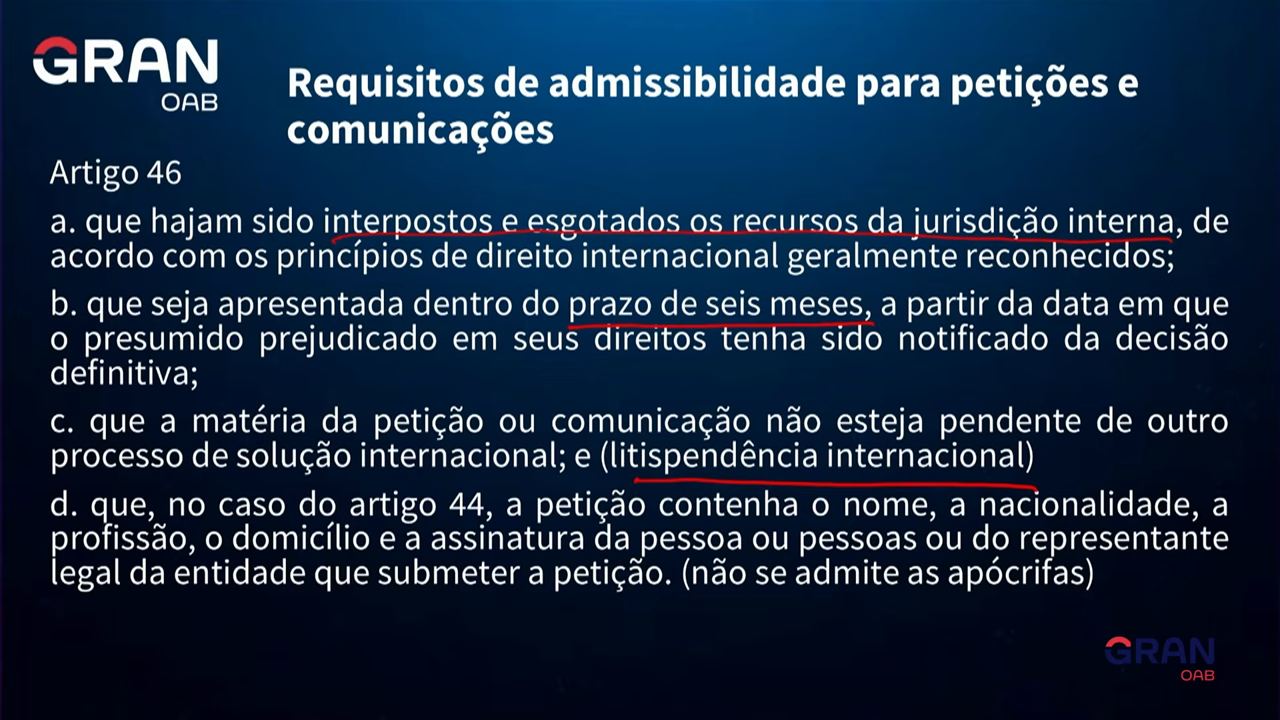 GRAN
OAB
Requisitos de admissibilidade para petições e
comunicações
Artigo 46
a. que hajam sido interpostos e esgotados os recursos da jurisdição interna, de
acordo com os princípios de direito internacional geralmente reconhecidos;
b. que seja apresentada dentro do prazo de seis meses, a partir da data em que
o presumido prejudicado em seus direitos tenha sido notificado da decisão
definitiva;
c. que a matéria da petição ou comunicação não esteja pendente de outro
processo de solução internacional; e (litispendência internacional)
d. que, no caso do artigo 44, a petição contenha o nome, a nacionalidade, a
profissão, o domicílio e a assinatura da pessoa ou pessoas ou do representante
legal da entidade que submeter a petição. (não se admite as apócrifas)
GRAN
OAB